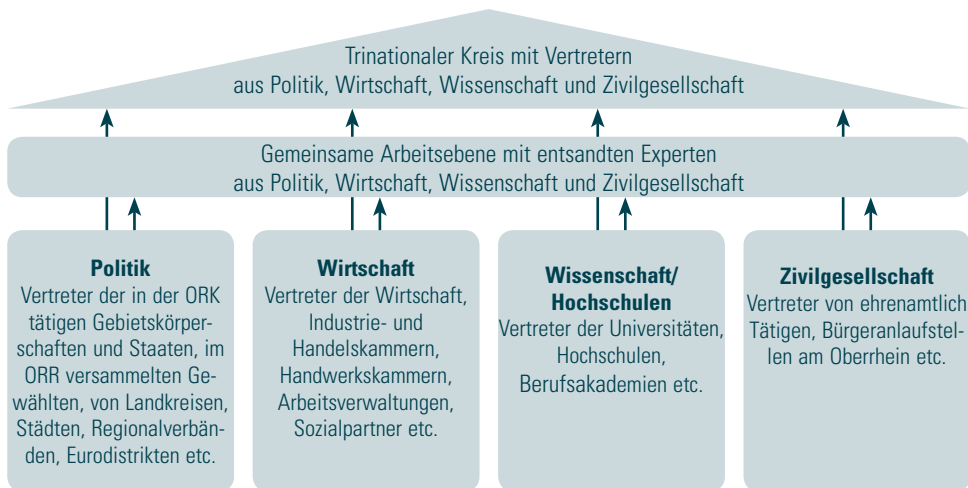 Trinationaler Kreis mit Vertretern
aus Politik, Wirtschaft, Wissenschaft und Zivilgesellschaft
Gemeinsame Arbeitsebene mit entsandten Experten
aus Politik, Wirtschaft, Wissenschaft und Zivilgesellschaft
Politik
Vertreter der in der ORK
tätigen Gebietskörper-
schaften und Staaten, im
ORR versammelten Ge-
wählten, von Landkreisen,
Städten, Regionalverbän-
den, Eurodistrikten etc.
Wirtschaft
Vertreter der Wirtschaft,
Industrie- und
Handelskammern,
Handwerkskammern,
Arbeitsverwaltungen,
Sozialpartner etc.
Wissenschaft/
Hochschulen
Vertreter der Universitäten,
Hochschulen,
Berufsakademien etc.
Zivilgesellschaft
Vertreter von ehrenamtlich
Tätigen, Bürgeranlaufstel-
len am Oberrhein etc.